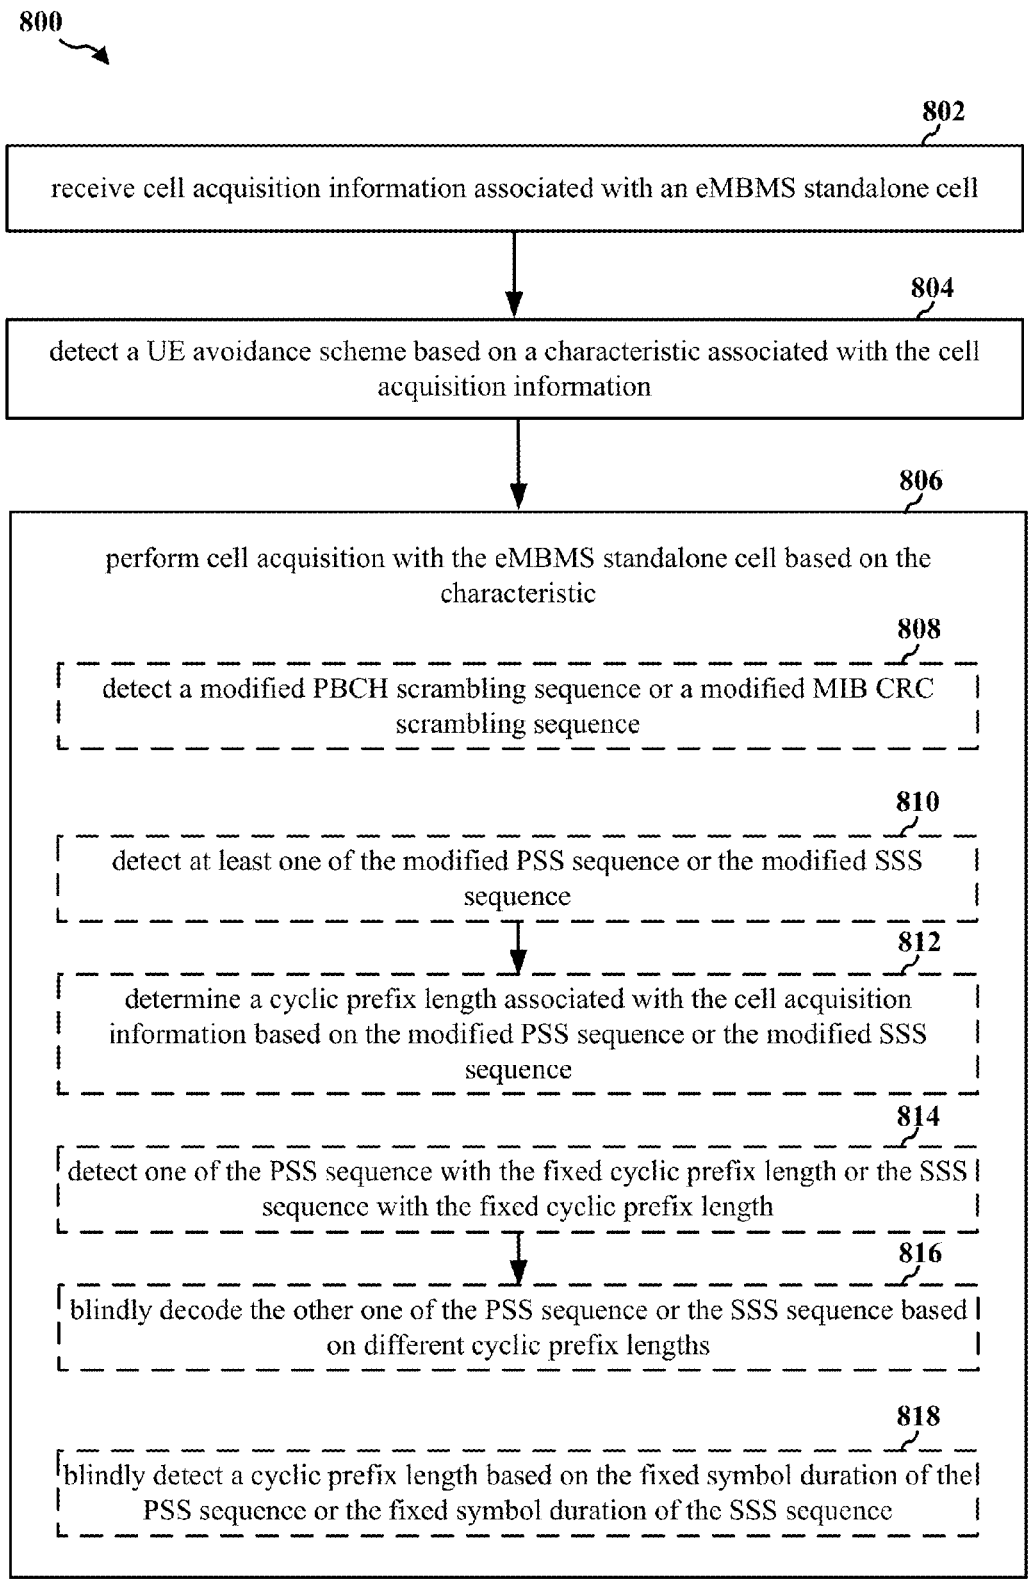 800
802
receive cell acquisition information associated with an eMBMS standalone cell
804
detect a UE avoidance scheme based on a characteristic associated with the cell
acquisition information
806
perform cell acquisition with the eMBMS standalone cell based on the
characteristic
808
detect a modified PBCH scrambling sequence or a modified MIB CRC
scrambling sequence
810
detect at least one of the modified PSS sequence or the modified SSS
sequence
812
determine a cyclic prefix length associated with the cell acquisition
information based on the modified PSS sequence or the modified SSS
sequence
814
detect one of the PSS sequence with the fixed cyclic prefix length or the SSS
sequence with the fixed cyclic prefix length
816
blindly decode the other one of the PSS sequence or the SSS sequence based
on different cyclic prefix lengths
818
blindly detect a cyclic prefix length based on the fixed symbol duration of the
PSS sequence or the fixed symbol duration of the SSS sequence